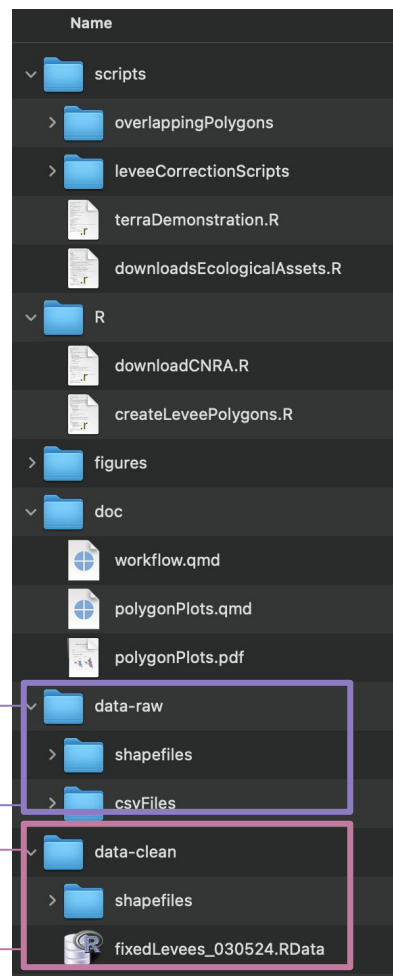 Name
scripts
overlappingPolygons
leveeCorrectionScripts
terraDemonstration.R
downloadsEcologicalAssets.R
R
downloadCNRA.R
createLeveePolygons.R
figures
doc
workflow.qmd
polygonPlots.qmd
polygonPlots.pdf
data-raw
shapefiles
csvFiles
data-clean
shapefiles
fixedLevees_030524.RData